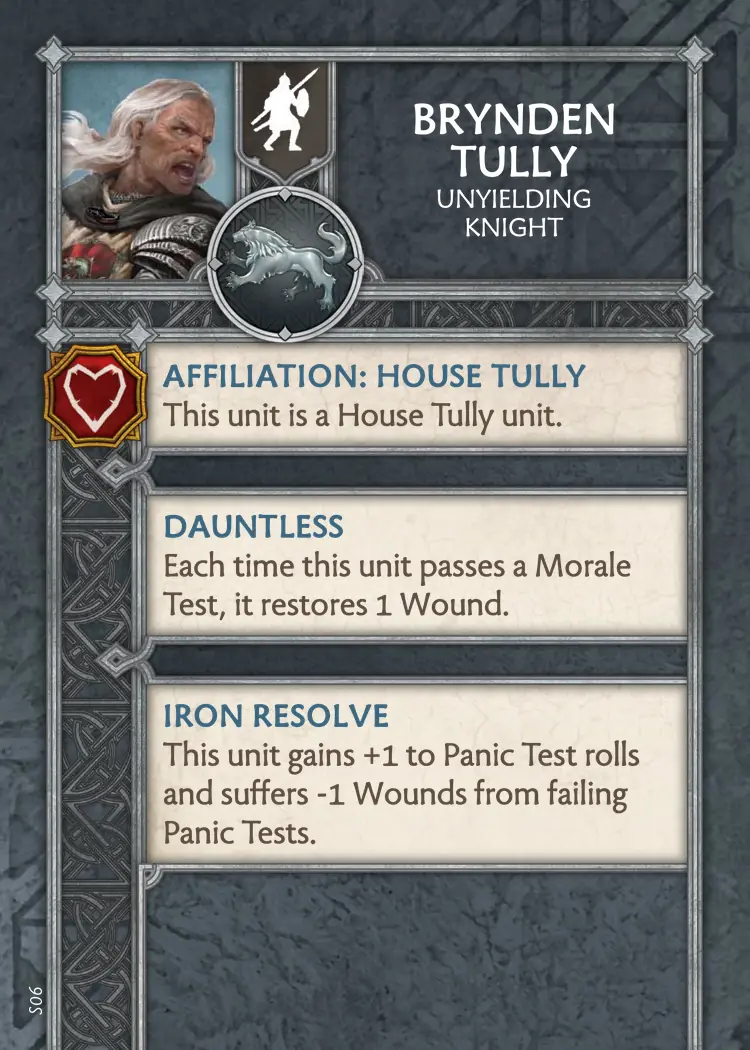 BRYNDEN
TULLY
UNYIELDING
KNIGHT
AFFILIATION: HOUSE TULLY
This unit is a House Tully unit.
DAUNTLESS
Each time this unit passes a Morale
Test, it restores 1 Wound.
IRON RESOLVE
This unit gains +1 to Panic Test rolls
and suffers -1 Wounds from failing
Panic Tests.
S06